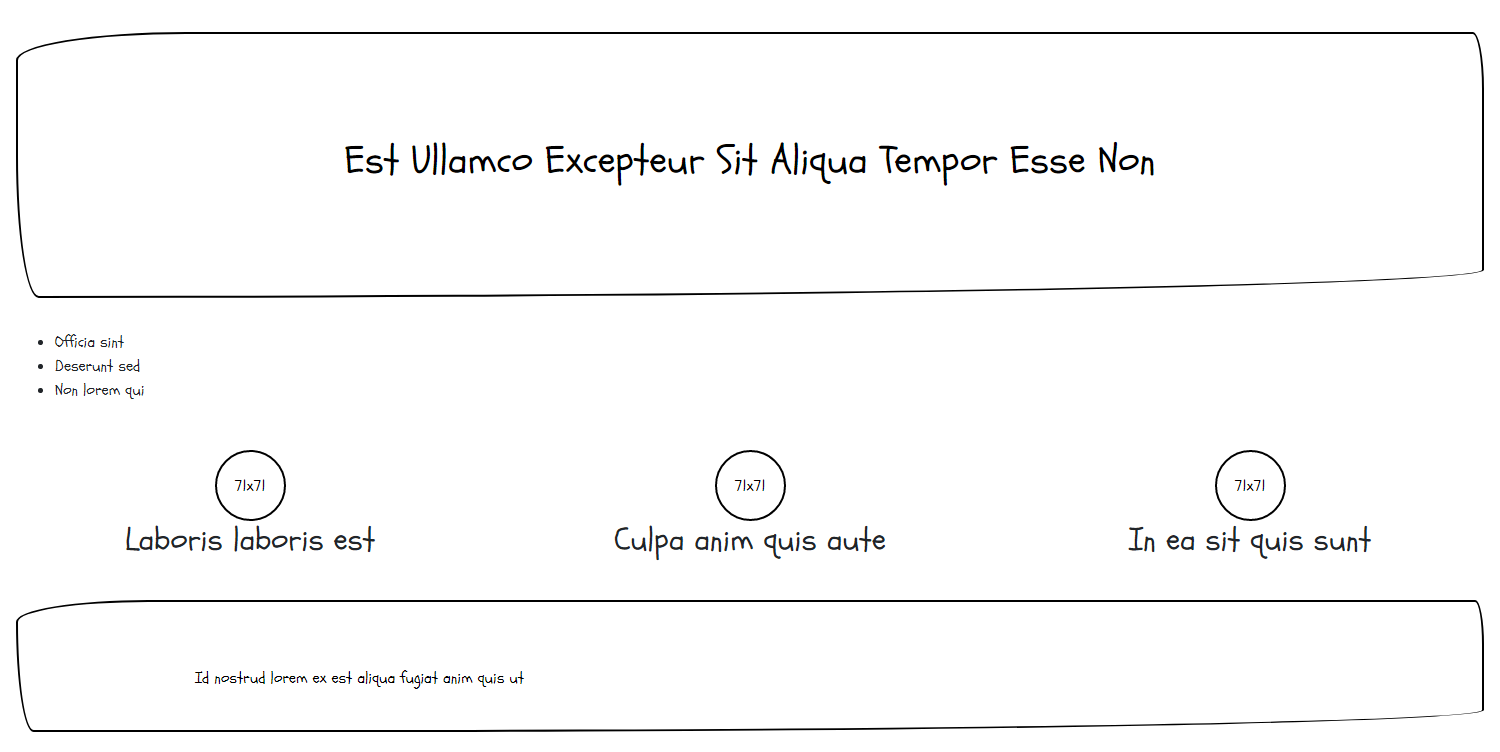 Est Ullamco Excepteur Sit Aliqua Tempor Esse Non
Officia sint
Deserunt sed
Non lorem qui
71x71
71x71
71x71
Laboris laboris est
Culpa anim quis aute
In ea sit quis sunt
Id nostrud lorem ex est aliqua fugiat anim quis ut